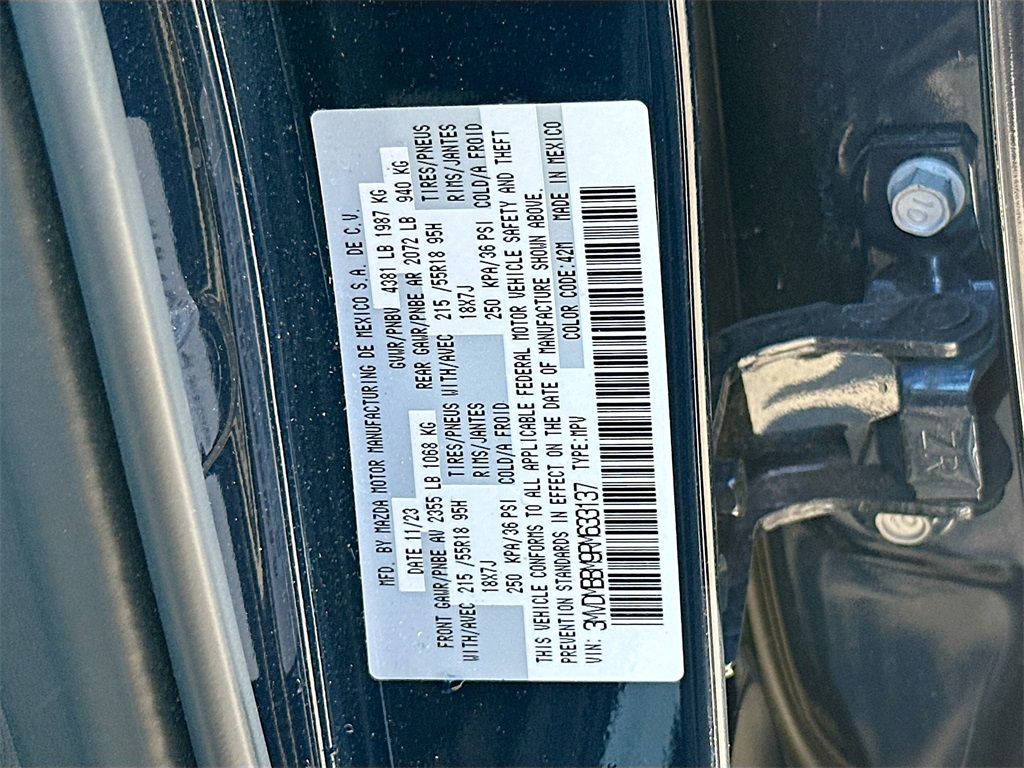 MFD. BY MAZDA MOTOR MANUFACTURING DE MEXICO S.A. DE C.V.
DATE 11/23 GVWR/PNBV 4381 LB 1987 KG
FRONT GAWR/PNBE AV 2355 LB 1068 KG REAR GAWR/PNBE AR 2072 LB 940 KG
WITH/AVEC 215 /55R18 95H TIRES/PNEUS WITH/AVEC 215 /55R18 95H TIRES/PNEUS
18X7J RIMS/JANTES 18X7J RIMS/JANTES
250 KPA/36 PSI COLD/A FROID 250 KPA/36 PSI COLD/A FROID
THIS VEHICLE CONFORMS TO ALL APPLICABLE FEDERAL MOTOR VEHICLE SAFETY AND THEFT
PREVENTION STANDARDS IN EFFECT ON THE DATE OF MANUFACTURE SHOWN ABOVE.
COLOR CODE:42M MADE IN MEXICO
VIN: 3MVDMBBM9RM633137 TYPE:MPV
10
ZR